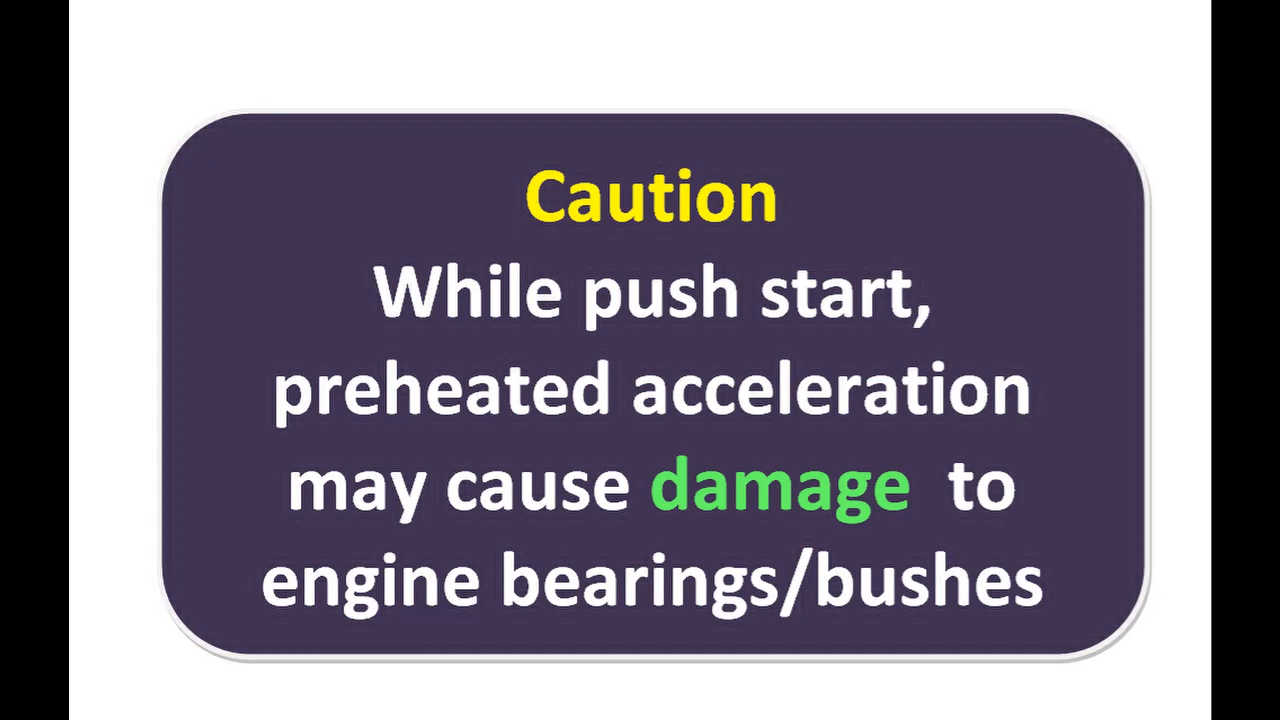 Caution
While push start,
preheated acceleration
may cause damage to
engine bearings/bushes